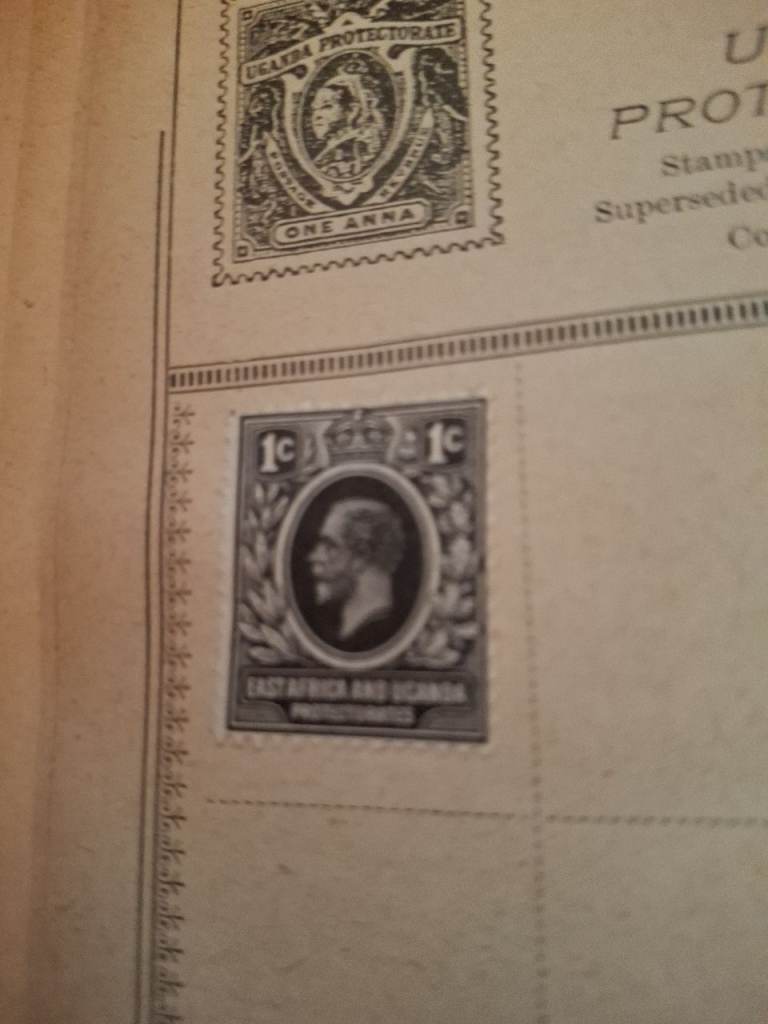 UGANDA PROTECTORATE
POSTAGE REVENUE
ONE ANNA
U
PROT
Stamp
Superseded
Co
1c 1c
EAST AFRICA AND UGANDA
PROTECTORATES